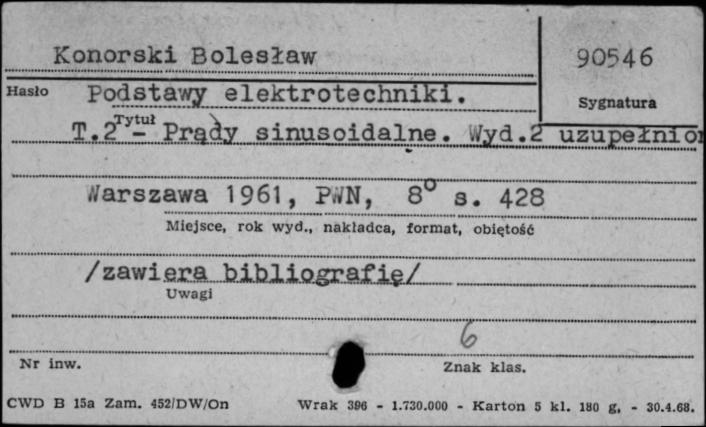 Konorski Bolesław
90546
Hasło Podstawy elektrotechniki.
Sygnatura
Tytuł
T.2 - Prądy sinusoidalne. Wyd.2 uzupełnion
Warszawa 1961, PWN, 8° s. 428
Miejsce, rok wyd., nakładca, format, objętość
/zawiera bibliografię/
Uwagi
6
Nr inw.
Znak klas.
CWD B 15a Zam. 452/DW/On Wrak 396 - 1.730.000 - Karton 5 kl. 180 g. - 30.4.68.